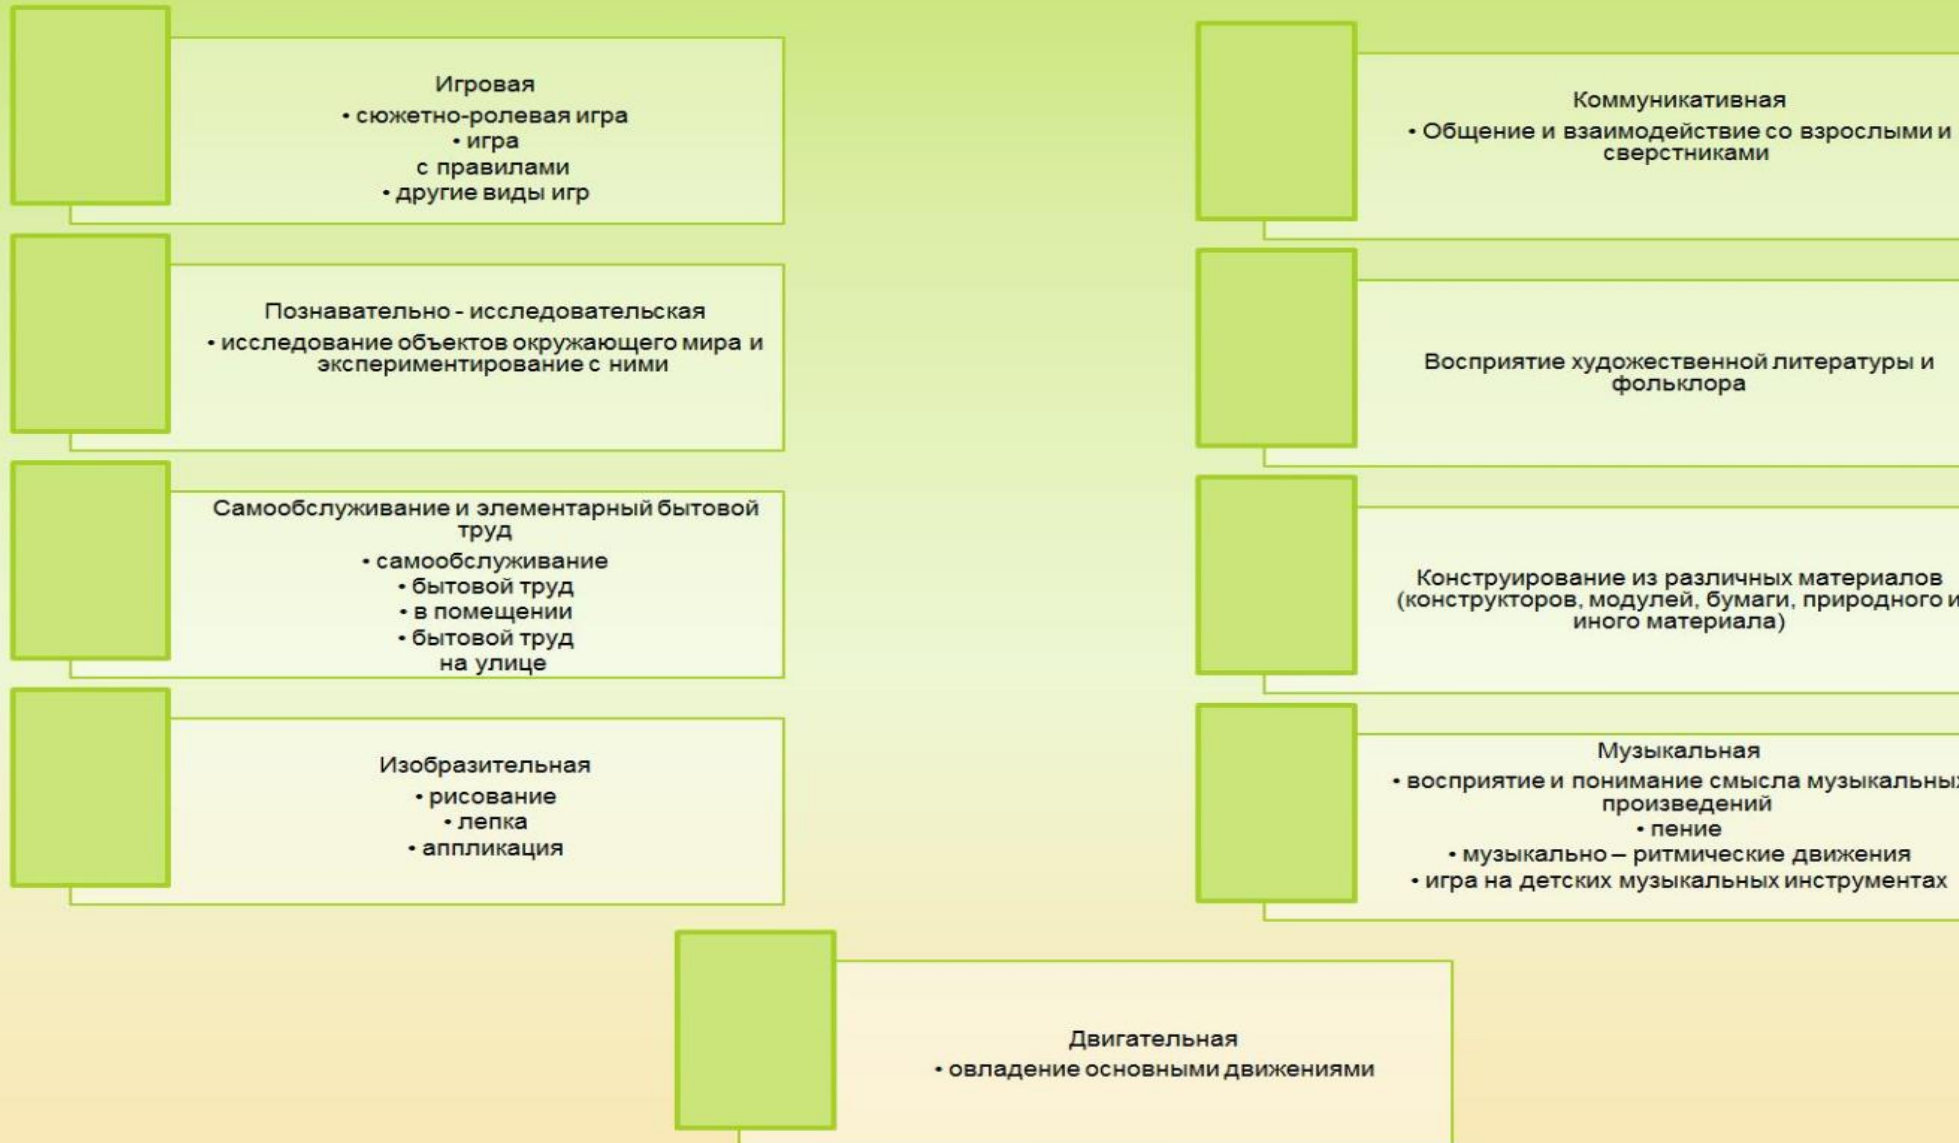 Игровая
• сюжетно-ролевая игра
• игра
с правилами
• другие виды игр
Коммуникативная
• Общение и взаимодействие со взрослыми и
сверстниками
Познавательно - исследовательская
• исследование объектов окружающего мира и
экспериментирование с ними
Восприятие художественной литературы и
фольклора
Самообслуживание и элементарный бытовой
труд
• самообслуживание
• бытовой труд
• в помещении
• бытовой труд
на улице
Конструирование из различных материалов
(конструкторов, модулей, бумаги, природного и
иного материала)
Изобразительная
• рисование
• лепка
• аппликация
Музыкальная
• восприятие и понимание смысла музыкальных
произведений
• пение
• музыкально – ритмические движения
• игра на детских музыкальных инструментах
Двигательная
• овладение основными движениями